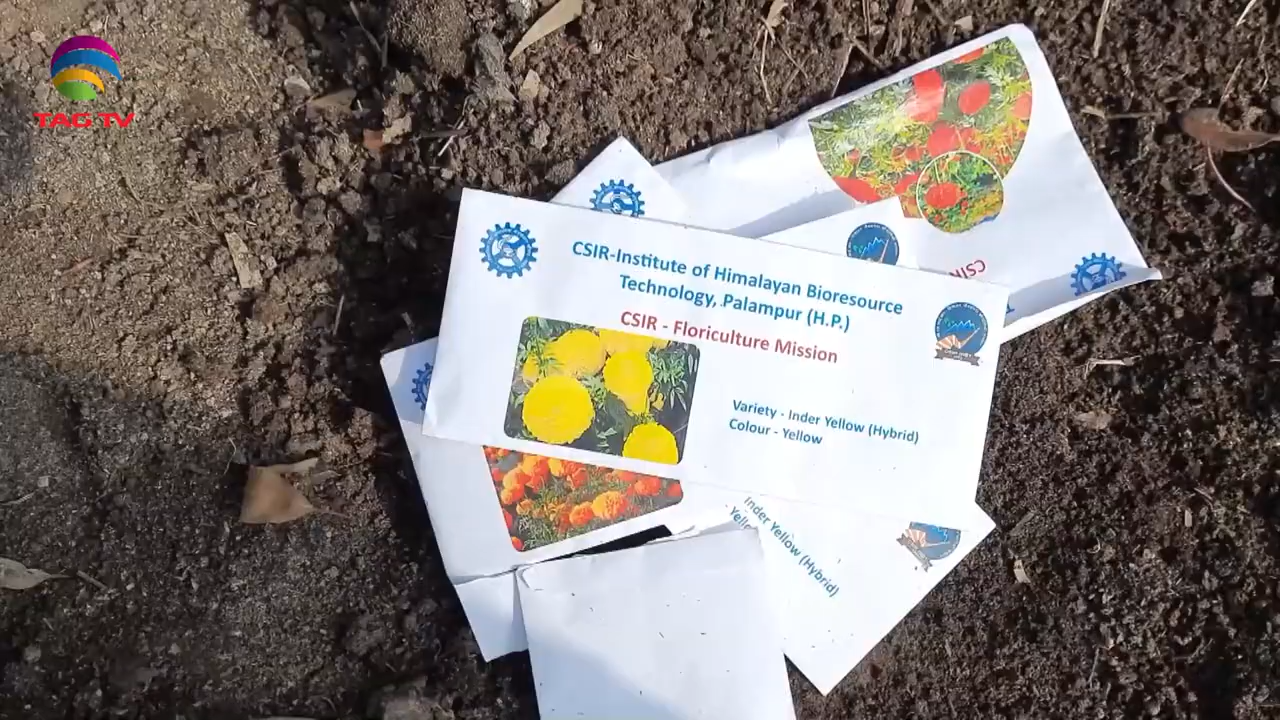 TAG TV
CSIR
CSIR-Institute of Himalayan Bioresource
Technology, Palampur (H.P.)
CSIR - Floriculture Mission
Variety - Inder Yellow (Hybrid)
Colour - Yellow
Inder Yellow (Hybrid)